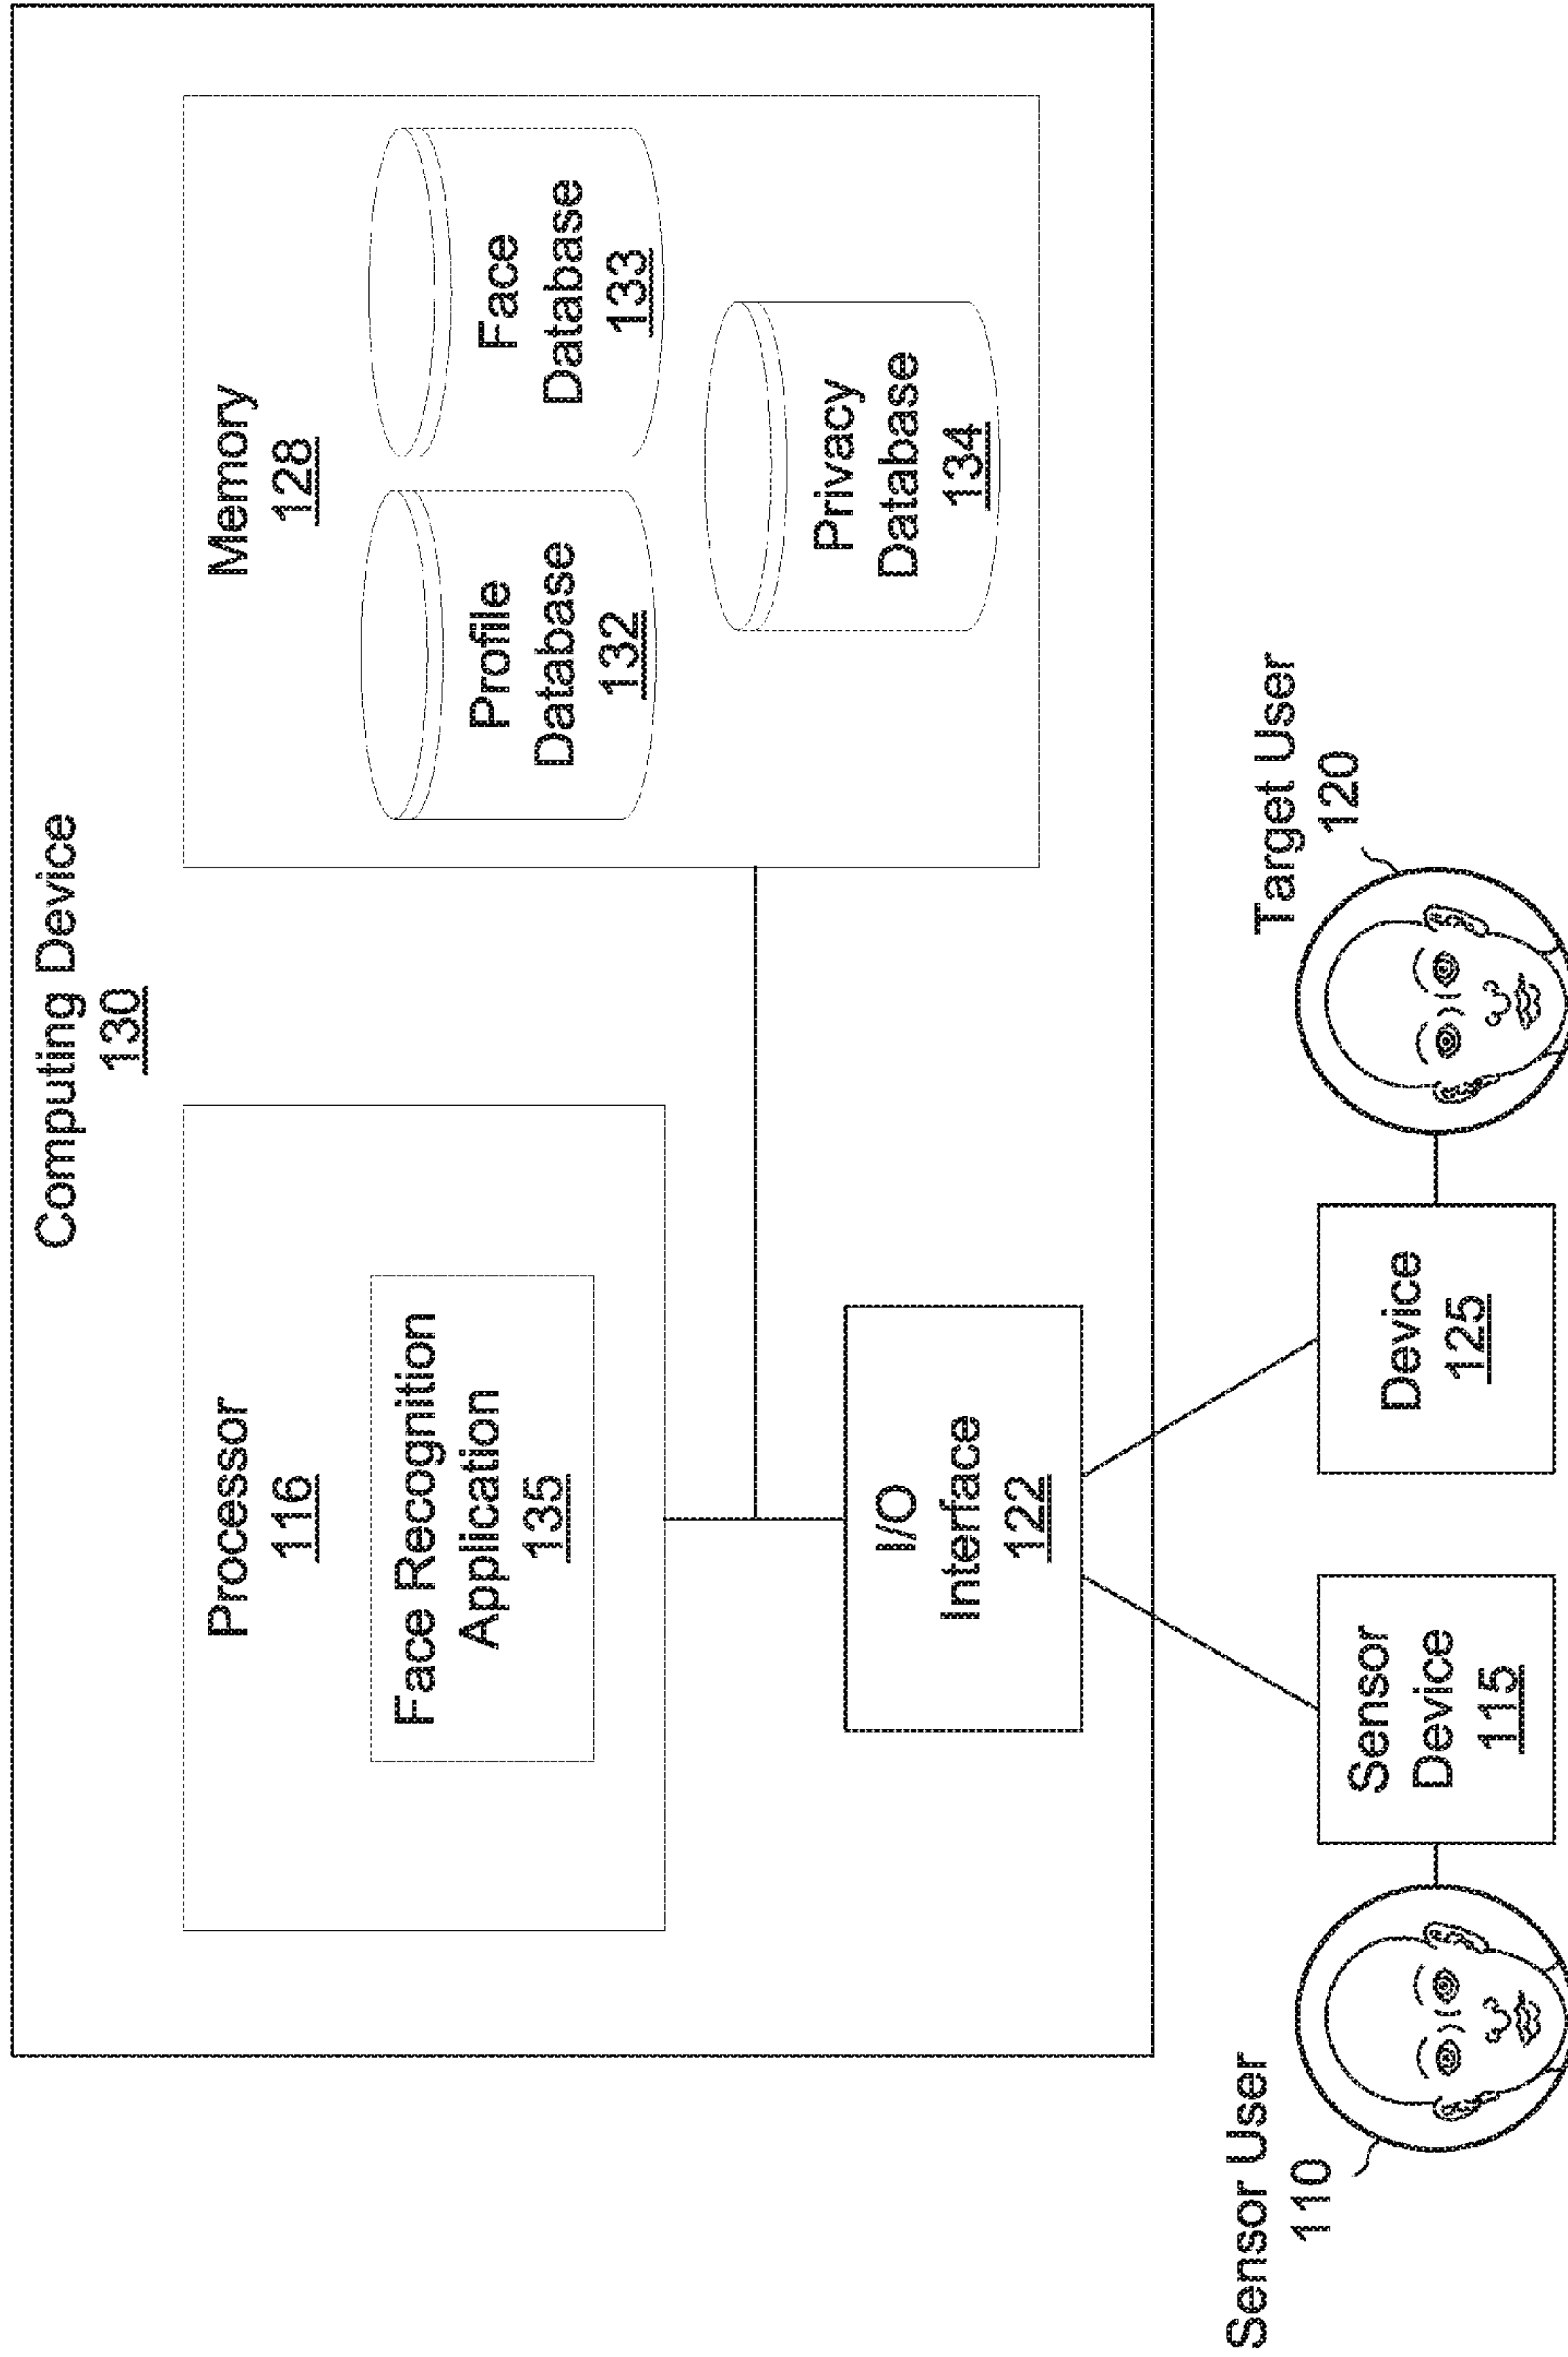 Computing Device
130
Processor
116
Face Recognition
Application
135
Memory
128
Profile
Database
132
Face
Database
133
Privacy
Database
134
I/O
Interface
122
Sensor User
110
Sensor
Device
115
Device
125
Target User
120